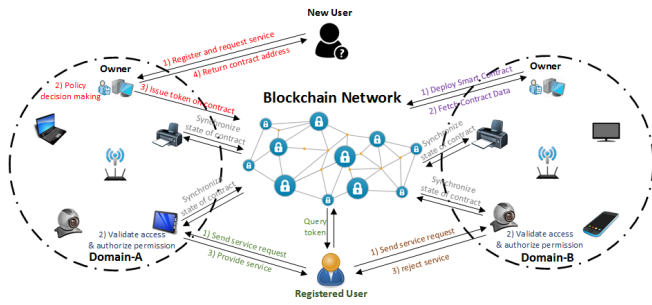 New User
Owner
1) Register and request service
4) Return contract address
2) Policy
decision making
3) Issue token on contract
Synchronize
state of contract
Synchronize
state of contract
2) Validate access
& authorize permission
Domain-A
Blockchain Network
Query
token
1) Send service request
3) Provide service
Registered User
1) Send service request
3) reject service
Owner
1) Deploy Smart Contract
2) Fetch Contract Data
Synchronize
state of contract
Synchronize
state of contract
2) Validate access
& authorize permission
Domain-B